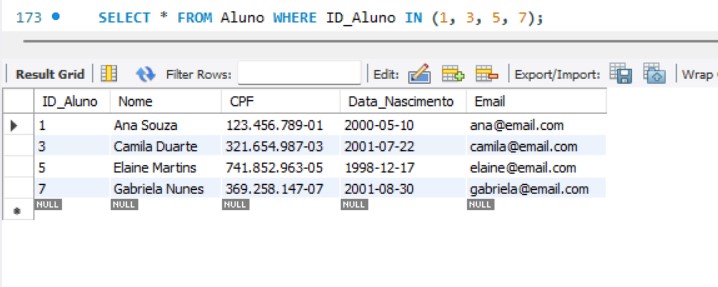 173 SELECT * FROM Aluno WHERE ID_Aluno IN (1, 3, 5, 7);
Result Grid Filter Rows: Edit: Export/Import: Wrap
ID_Aluno Nome CPF Data_Nascimento Email
1 Ana Souza 123.456.789-01 2000-05-10 ana@email.com
3 Camila Duarte 321.654.987-03 2001-07-22 camila@email.com
5 Elaine Martins 741.852.963-05 1998-12-17 elaine@email.com
7 Gabriela Nunes 369.258.147-07 2001-08-30 gabriela@email.com
NULL NULL NULL NULL NULL